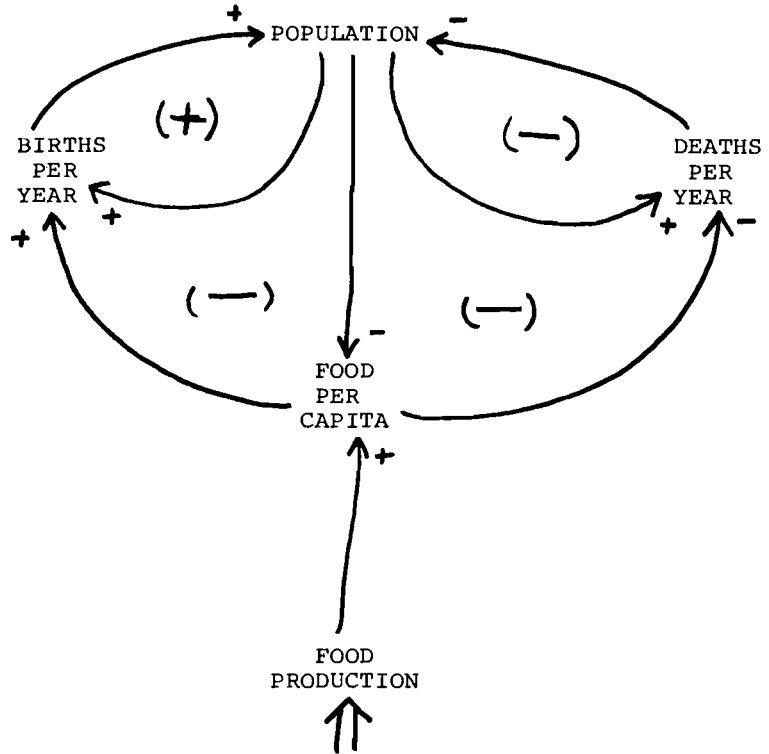 + POPULATION -
(+)
(—)
BIRTHS
PER
YEAR
+
+
DEATHS
PER
YEAR
+
-
(—)
(—)
-
FOOD
PER
CAPITA
+
FOOD
PRODUCTION